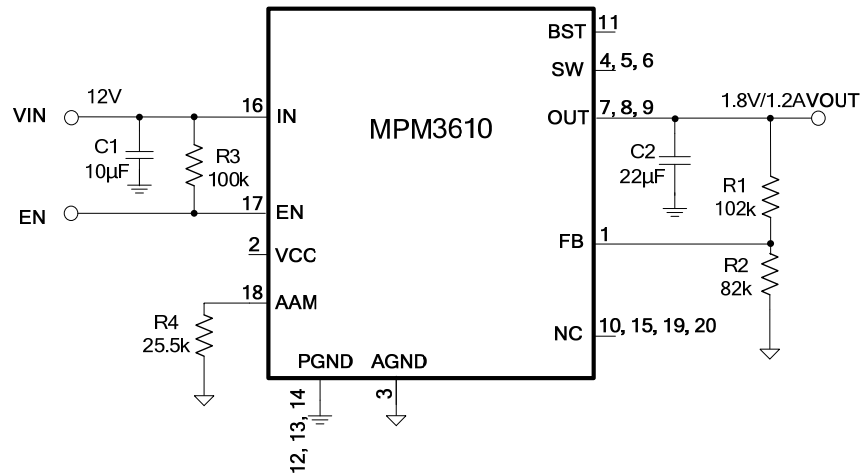 BST
11
SW
4, 5, 6
VIN
12V
16
IN
MPM3610
OUT
7, 8, 9
1.8V/1.2A
VOUT
C1
10µF
R3
100k
C2
22µF
R1
102k
EN
17
EN
2
VCC
FB
1
R2
82k
18
AAM
R4
25.5k
NC
10, 15, 19, 20
PGND
AGND
12, 13, 14
3